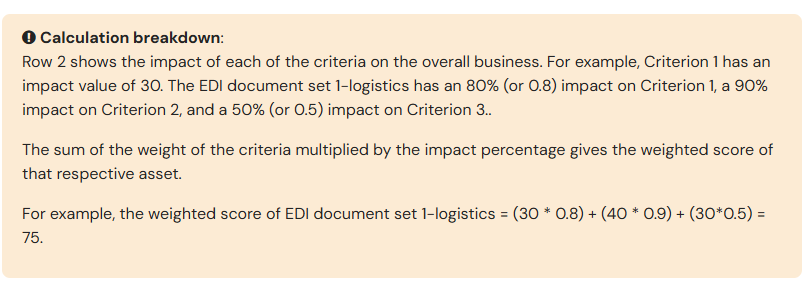 Calculation breakdown:
Row 2 shows the impact of each of the criteria on the overall business. For example, Criterion 1 has an
impact value of 30. The EDI document set 1-logistics has an 80% (or 0.8) impact on Criterion 1, a 90%
impact on Criterion 2, and a 50% (or 0.5) impact on Criterion 3..
The sum of the weight of the criteria multiplied by the impact percentage gives the weighted score of
that respective asset.
For example, the weighted score of EDI document set 1-logistics = (30 * 0.8) + (40 * 0.9) + (30*0.5) =
75.